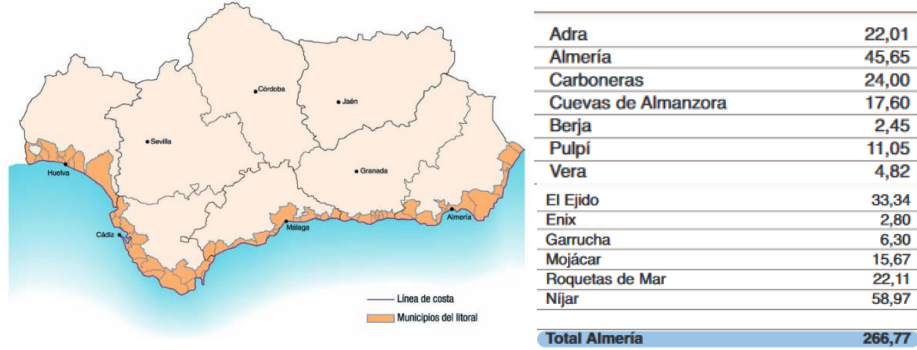 Córdoba
Jaén
Sevilla
Huelva
Granada
Cádiz
Málaga
Almería
Línea de costa
Municipios del litoral
Adra 22,01
Almería 45,65
Carboneras 24,00
Cuevas de Almanzora 17,60
Berja 2,45
Pulpí 11,05
Vera 4,82
El Ejido 33,34
Enix 2,80
Garrucha 6,30
Mojácar 15,67
Roquetas de Mar 22,11
Níjar 58,97
Total Almería 266,77